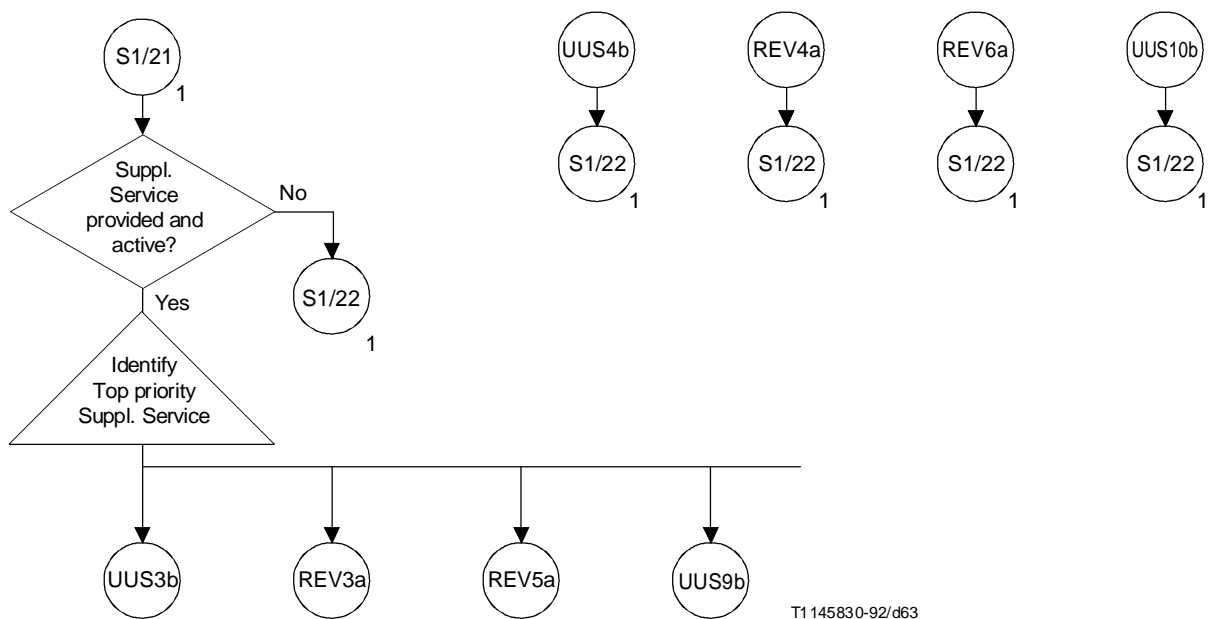 S1/21
1
UUS4b
REV4a
REV6a
UUS10b
S1/22
1
S1/22
1
S1/22
1
S1/22
1
Suppl.
Service
provided and
active?
No
S1/22
1
Yes
Identify
Top priority
Suppl. Service
UUS3b
REV3a
REV5a
UUS9b
T1145830-92/d63